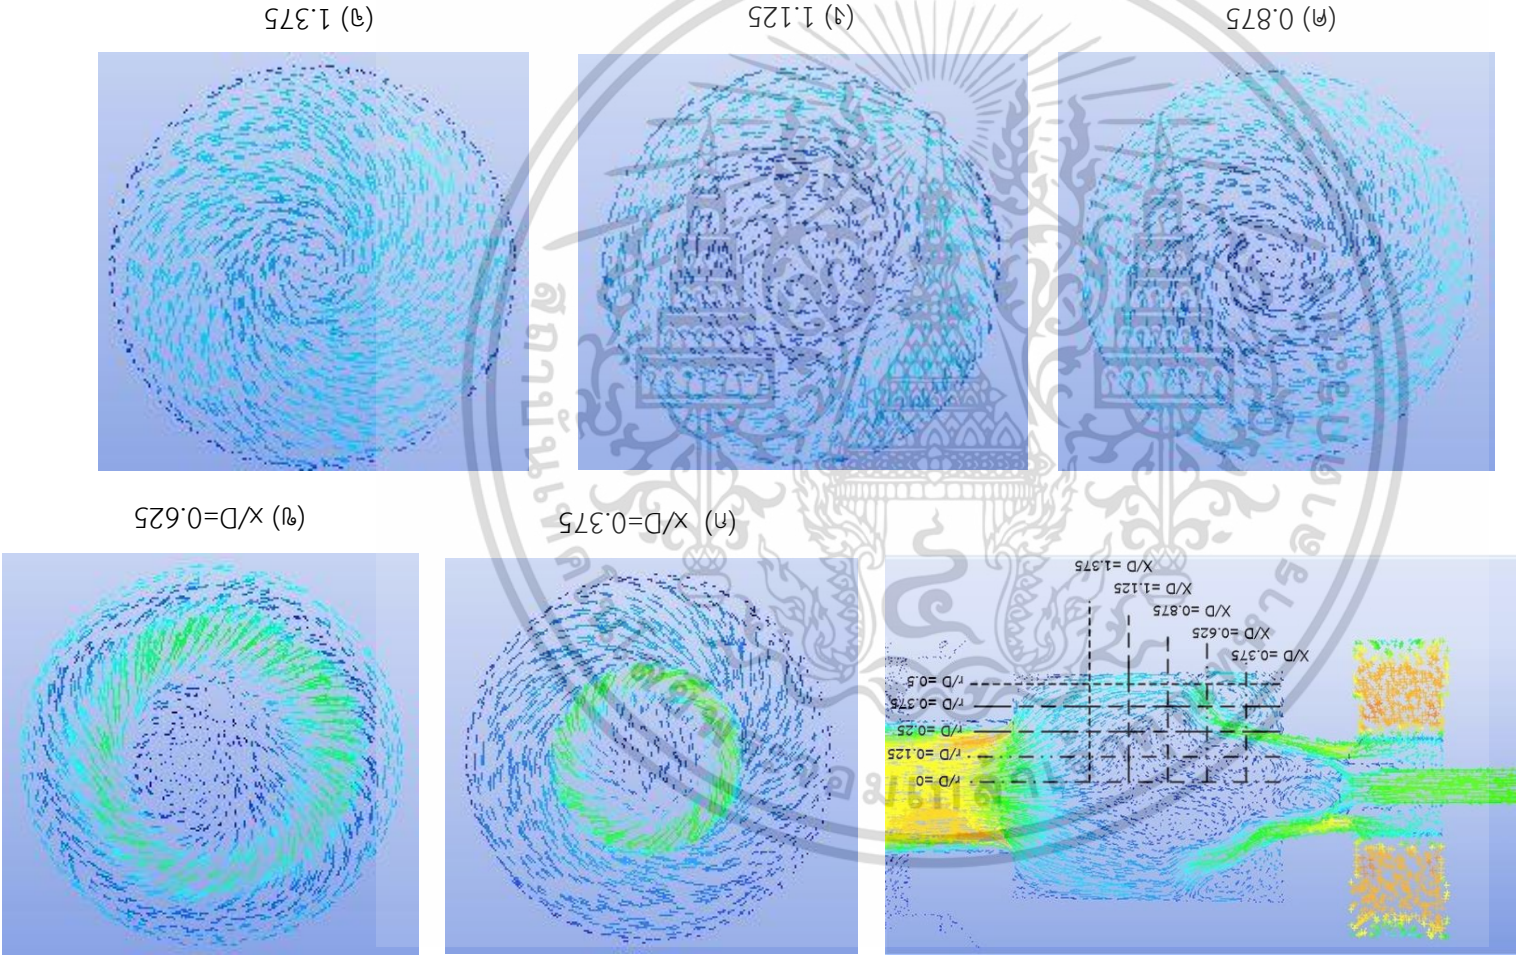 r/D =0
r/D =0.125
r/D =0.25
r/D =0.375
r/D =0.5
X/D =0.375
X/D =0.625
X/D =0.875
X/D =1.125
X/D =1.375
(ก) x/D=0.375
(ข) x/D=0.625
(ค) 0.875
(ง) 1.125
(จ) 1.375